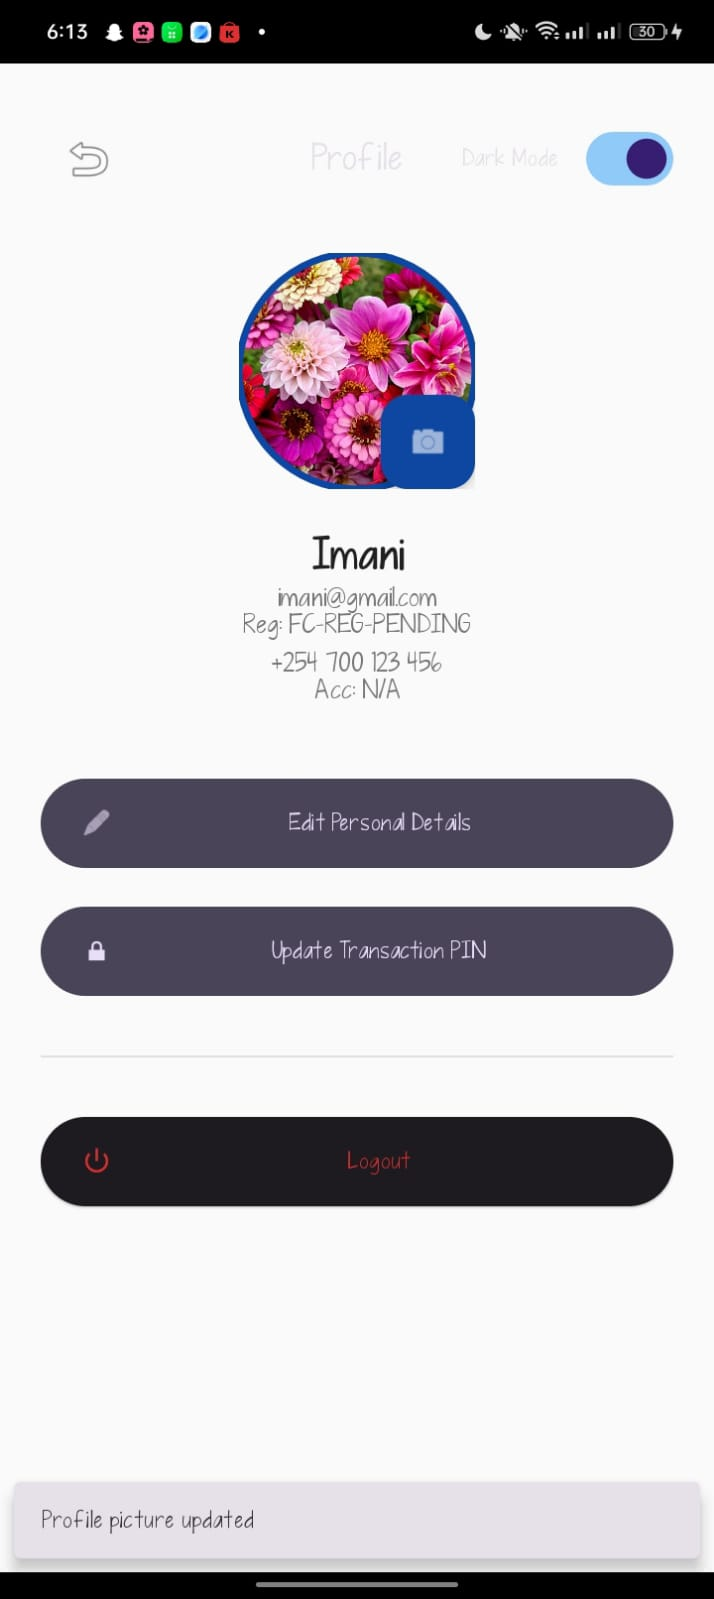 6:13
K
30
Profile
Dark Mode
Imani
imani@gmail.com
Reg: FC-REG-PENDING
+254 700 123 456
Acc: N/A
Edit Personal Details
Update Transaction PIN
Logout
Profile picture updated